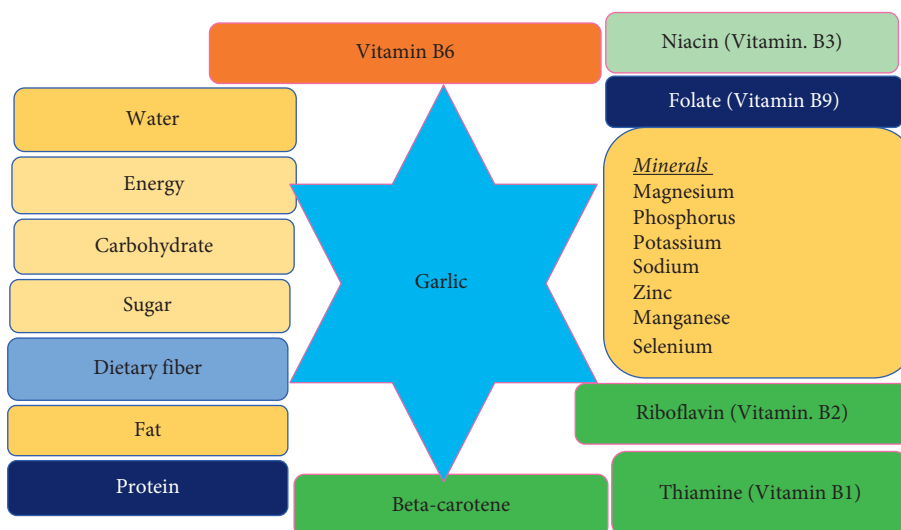 Vitamin B6
Niacin (Vitamin. B3)
Folate (Vitamin B9)
Water
Energy
Carbohydrate
Sugar
Dietary fiber
Fat
Protein
Garlic
Minerals
Magnesium
Phosphorus
Potassium
Sodium
Zinc
Manganese
Selenium
Riboflavin (Vitamin. B2)
Beta-carotene
Thiamine (Vitamin B1)